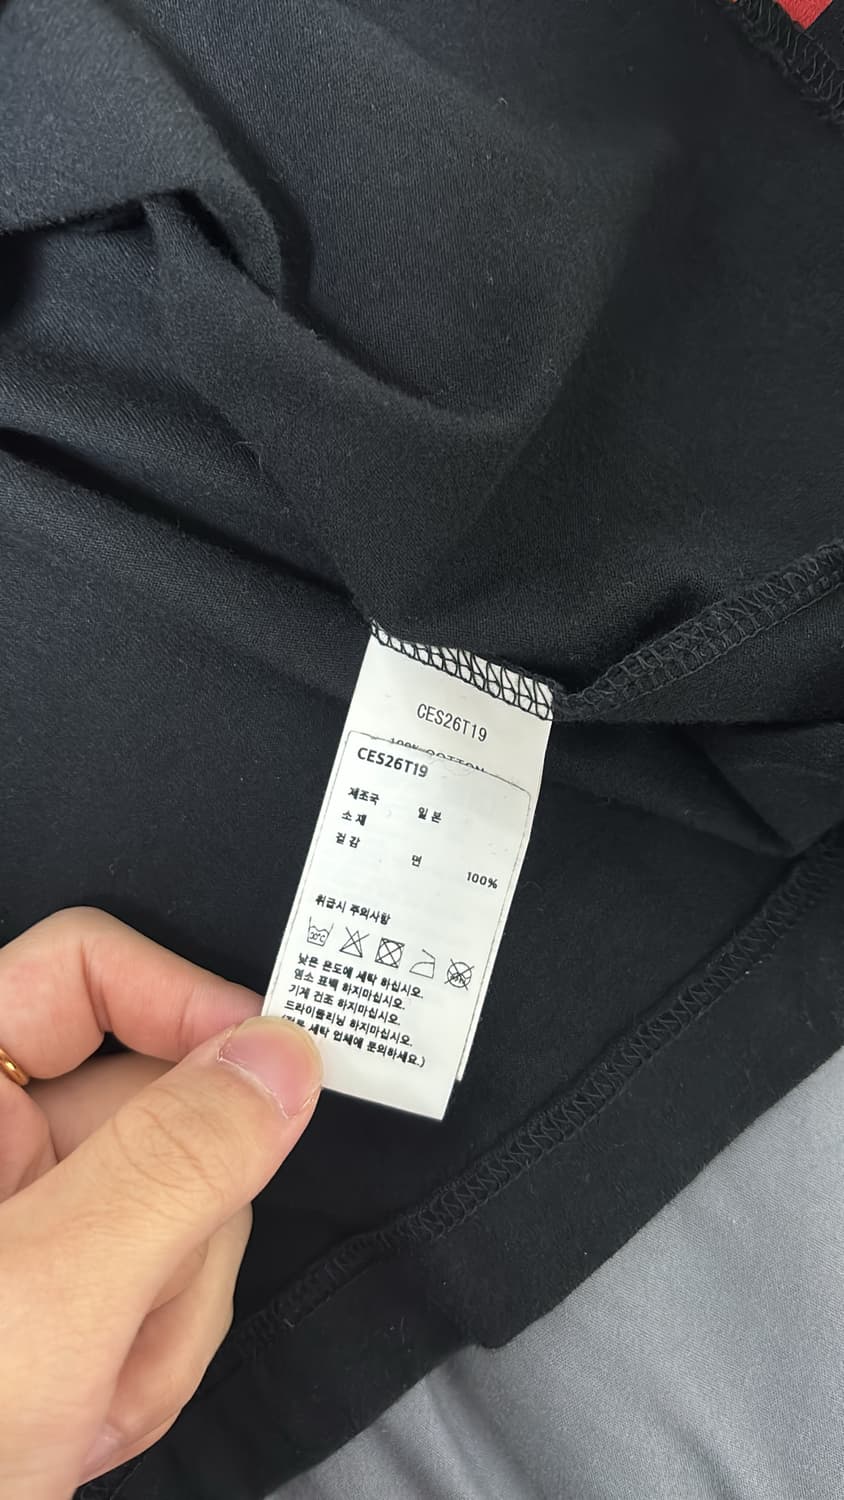 CES26T19
100% COTTON
CES26T19
제조국 일본
소재
겉감 면 100%
취급시 주의사항
30℃
낮은 온도에 세탁 하십시오.
염소 표백 하지마십시오.
기계 건조 하지마십시오.
드라이클리닝 하지마십시오.
세탁 업체에 문의하세요.)